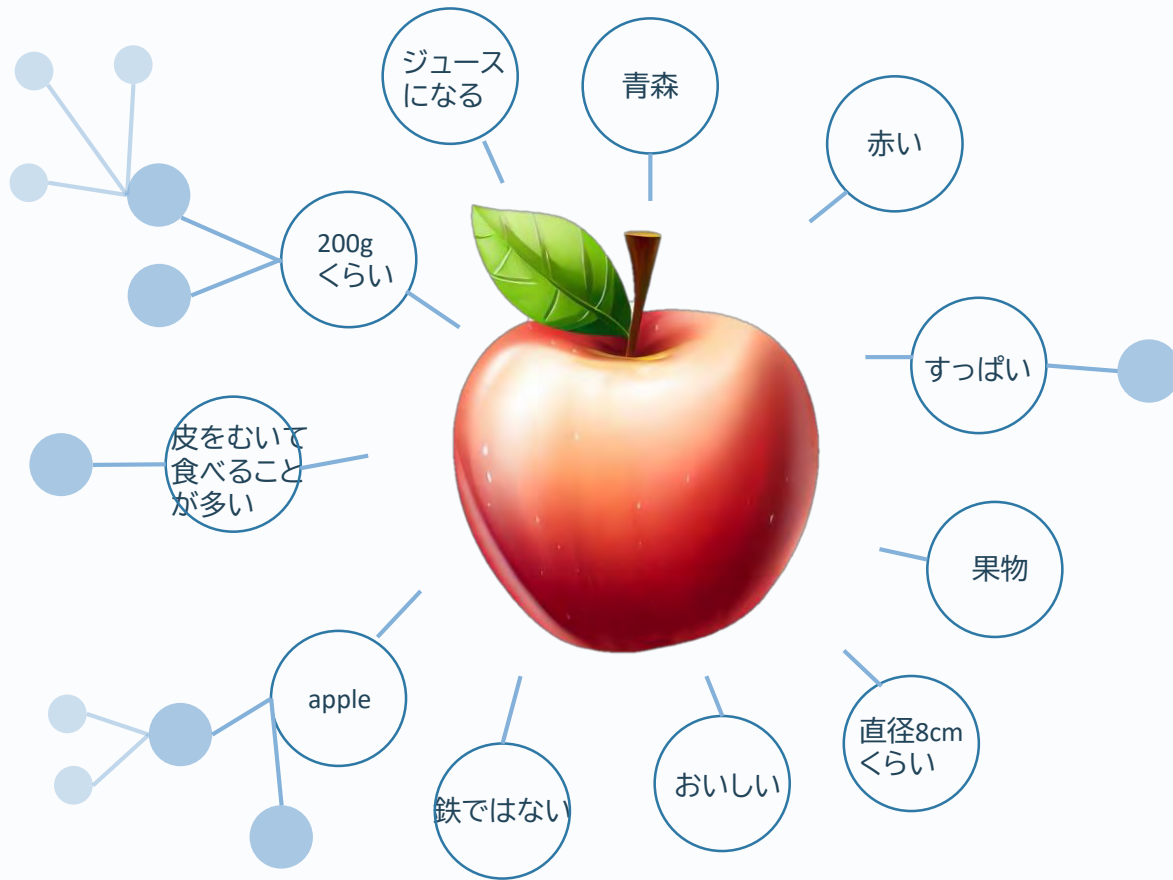 ジュース
になる
青森
赤い
200g
くらい
すっぱい
皮をむいて
食べること
が多い
果物
apple
直径8cm
くらい
おいしい
鉄ではない